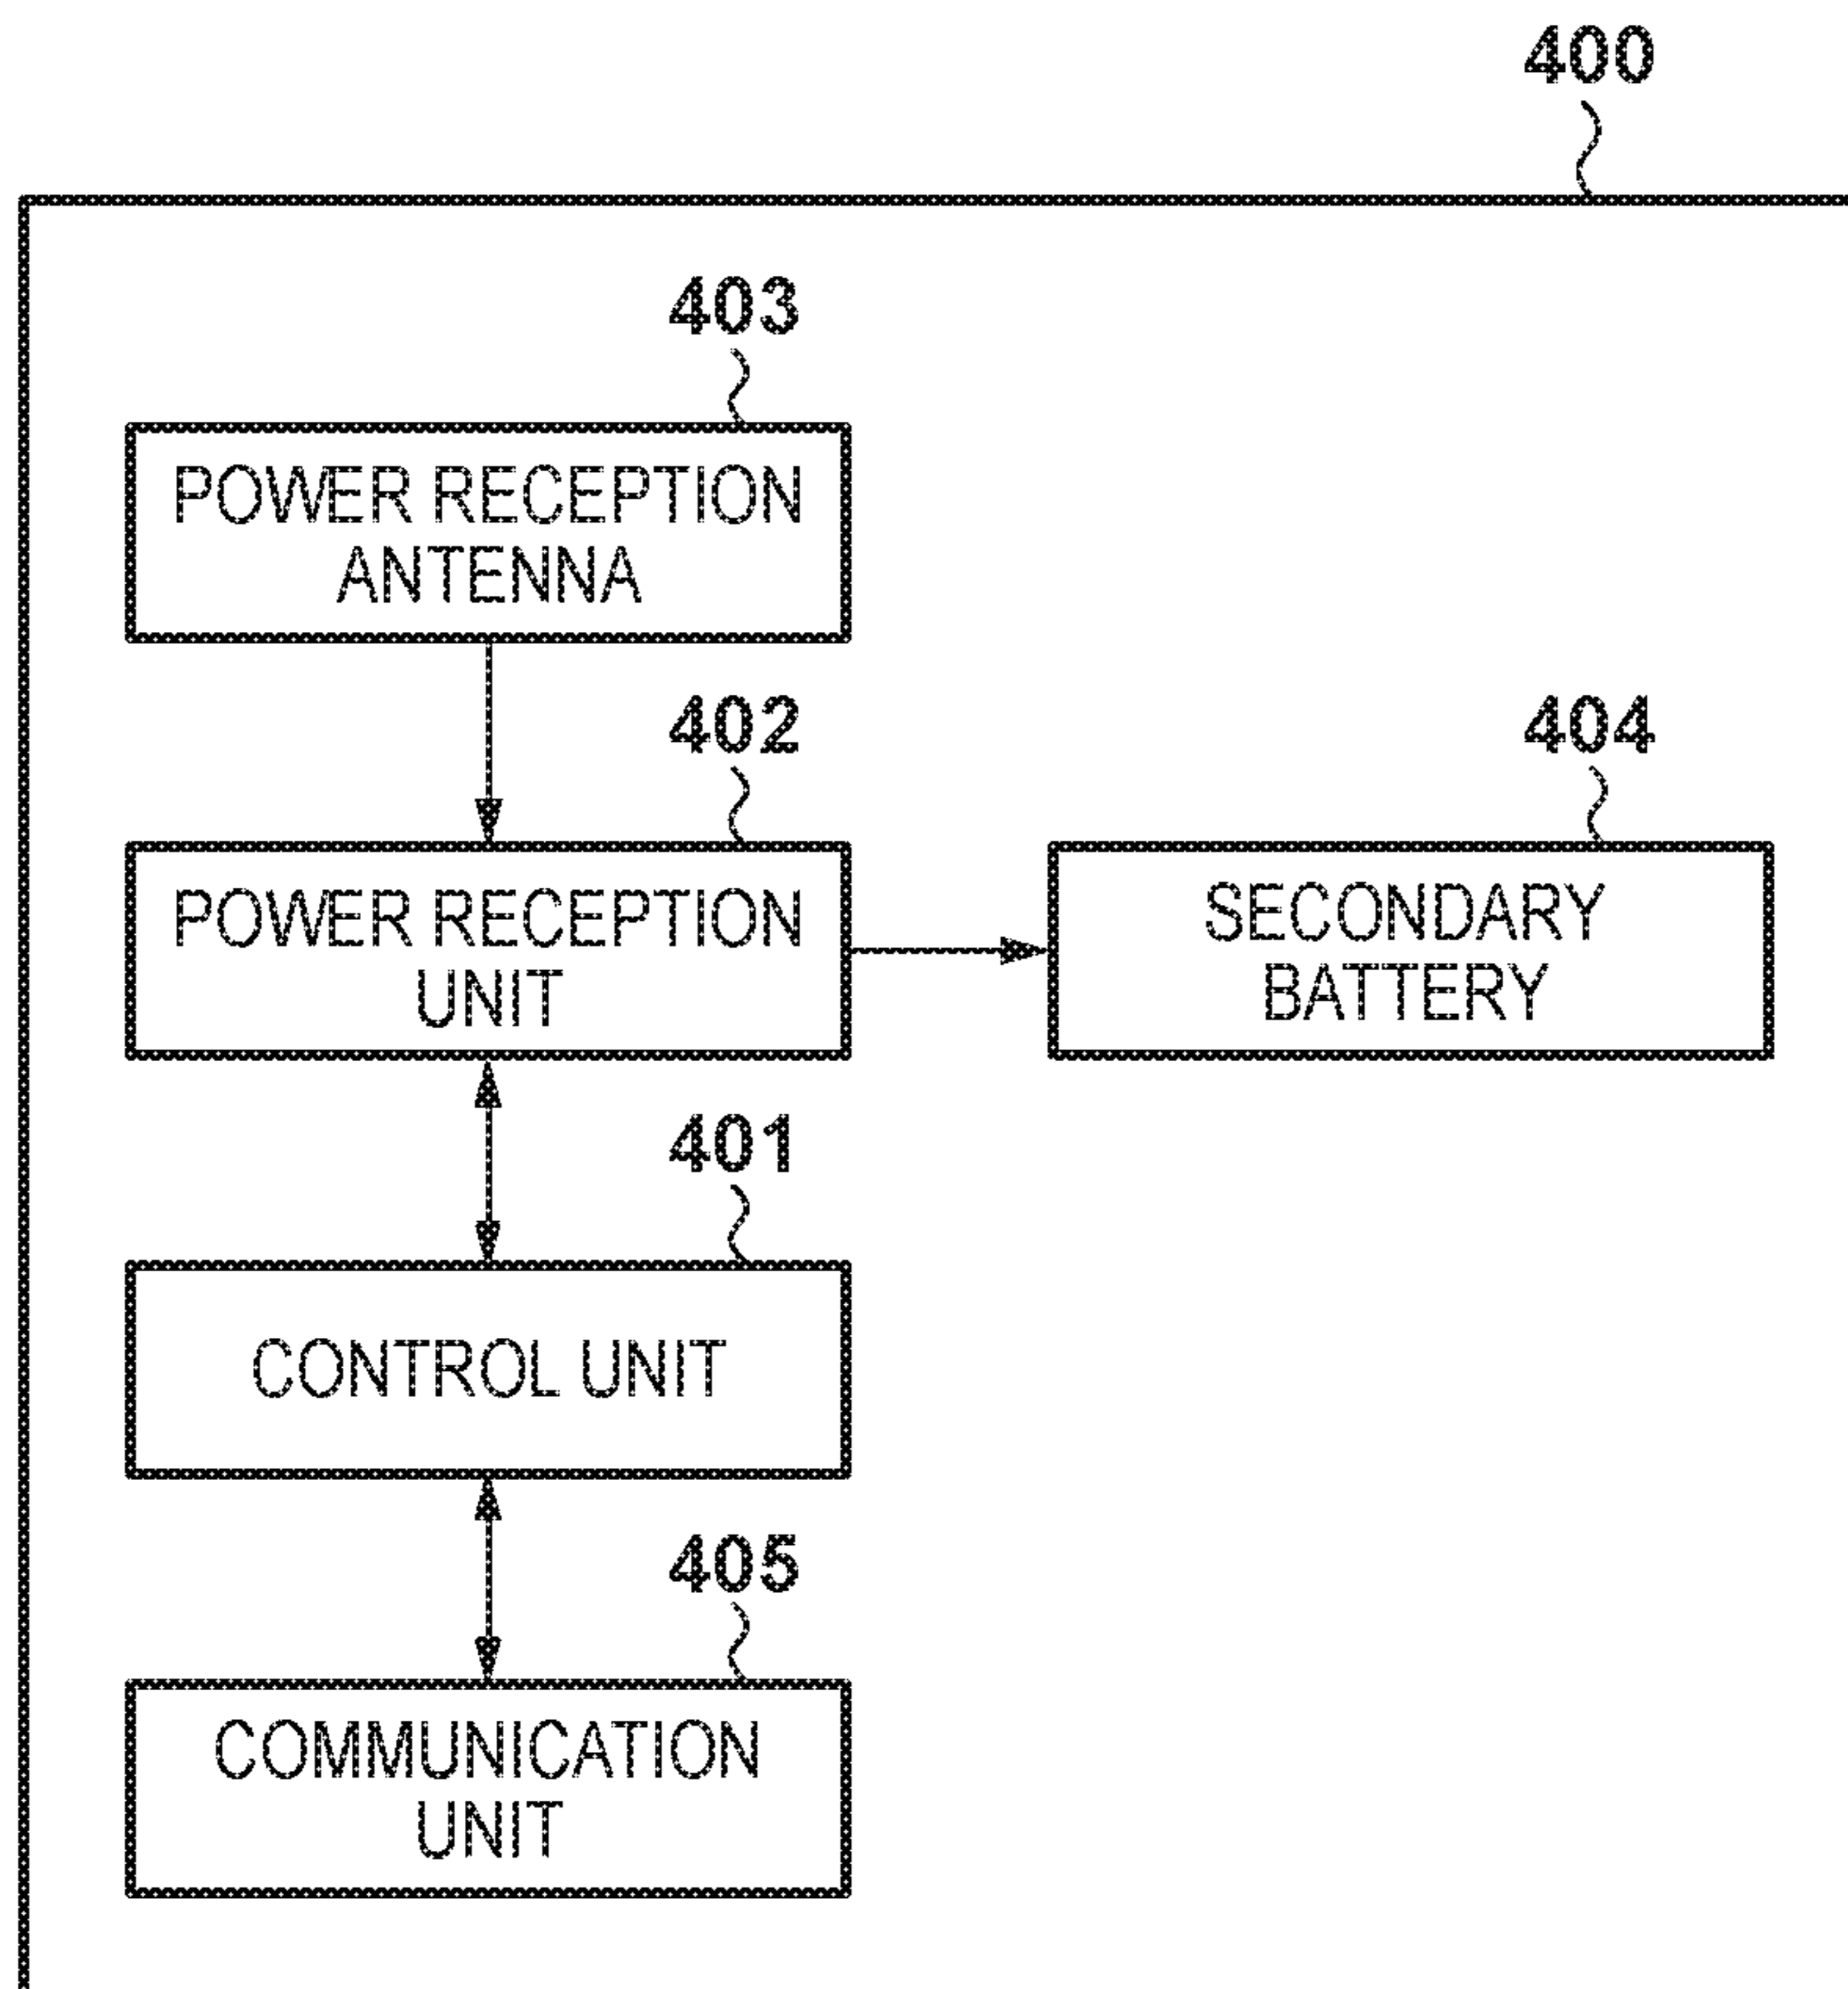 400
403
POWER RECEPTION
ANTENNA
402
POWER RECEPTION
UNIT
404
SECONDARY
BATTERY
401
CONTROL UNIT
405
COMMUNICATION
UNIT